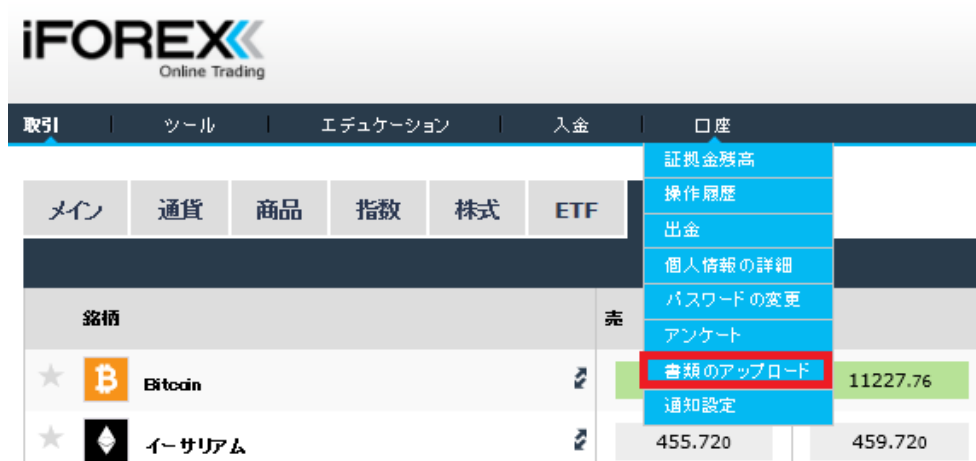 iFOREX
Online Trading
取引 ツール エデュケーション 入金 口座
証拠金残高
操作履歴
出金
個人情報の詳細
パスワードの変更
アンケート
書類のアップロード
通知設定
メイン 通貨 商品 指数 株式 ETF
銘柄 売
Bitcoin 11227.76
イーサリアム 455.720 459.720